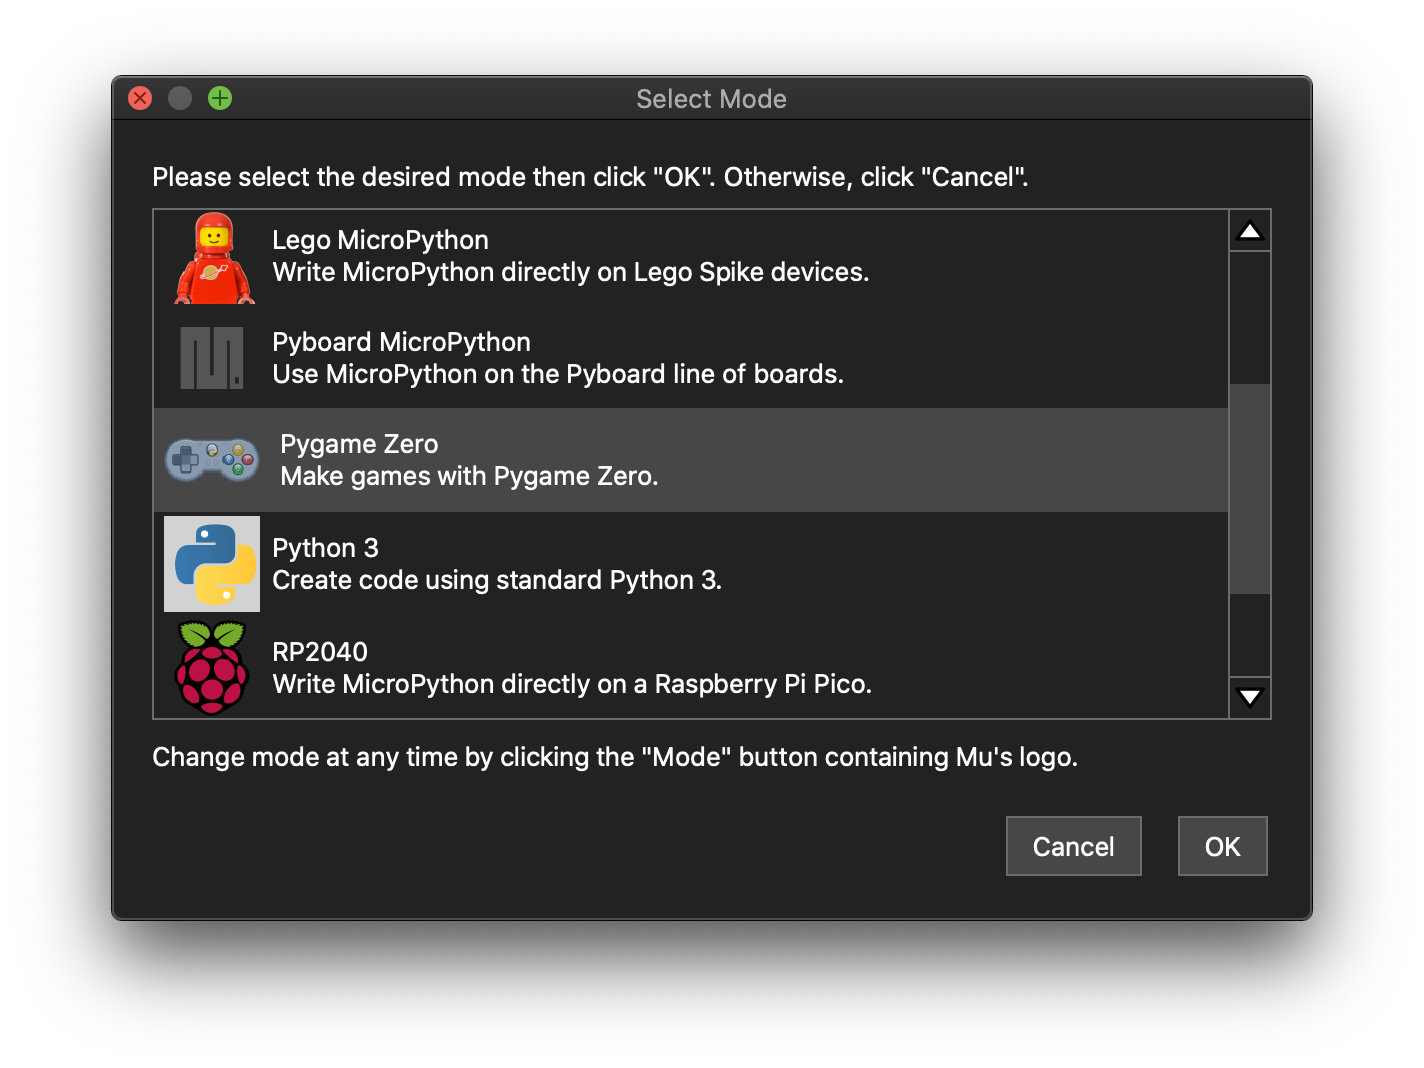 Select Mode
Please select the desired mode then click "OK". Otherwise, click "Cancel".
Lego MicroPython
Write MicroPython directly on Lego Spike devices.
Pyboard MicroPython
Use MicroPython on the Pyboard line of boards.
Pygame Zero
Make games with Pygame Zero.
Python 3
Create code using standard Python 3.
RP2040
Write MicroPython directly on a Raspberry Pi Pico.
Change mode at any time by clicking the "Mode" button containing Mu's logo.
Cancel
OK